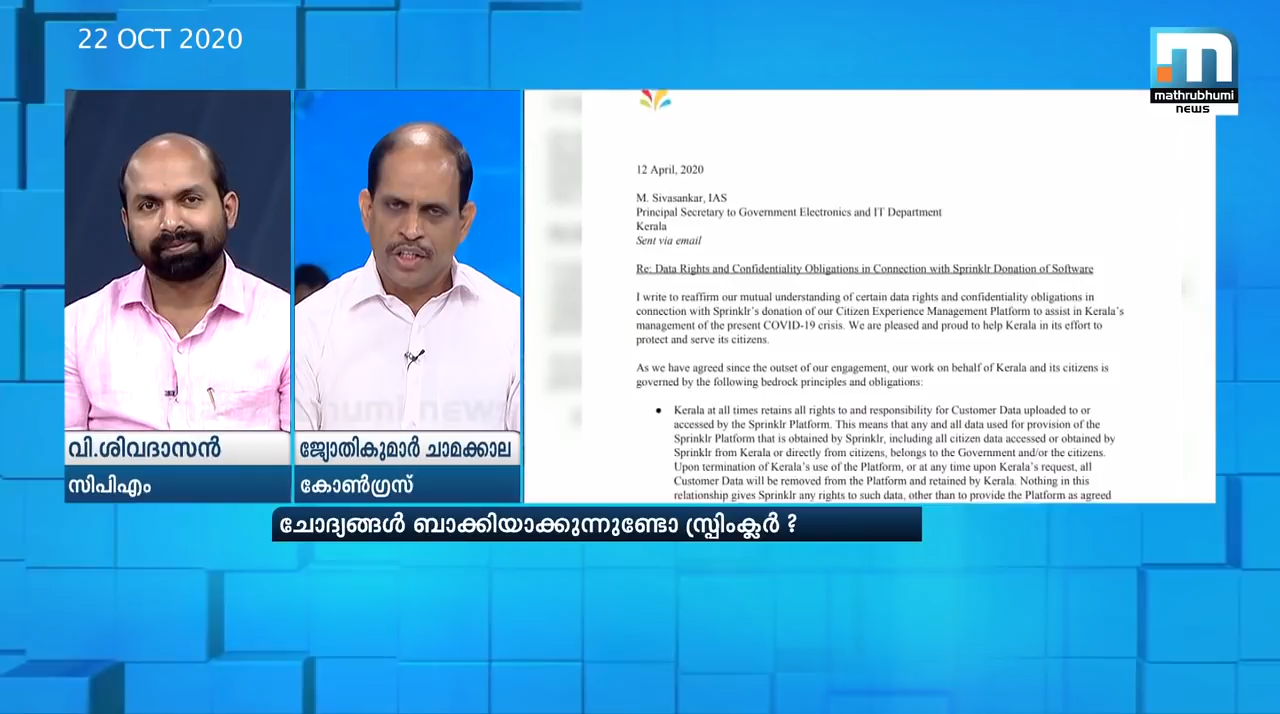 22 OCT 2020
mathrubhumi
NEWS
12 April, 2020
M. Sivasankar, IAS
Principal Secretary to Government Electronics and IT Department
Kerala
Sent via email
Re: Data Rights and Confidentiality Obligations in Connection with Sprinklr Donation of Software
I write to reaffirm our mutual understanding of certain data rights and confidentiality obligations in
connection with Sprinklr's donation of our Citizen Experience Management Platform to assist in Kerala's
management of the present COVID-19 crisis. We are pleased and proud to help Kerala in its effort to
protect and serve its citizens.
As we have agreed since the outset of our engagement, our work on behalf of Kerala and its citizens is
governed by the following bedrock principles and obligations:
● Kerala at all times retains all rights to and responsibility for Customer Data uploaded to or
accessed by the Sprinklr Platform. This means that any and all data used for provision of the
Sprinklr Platform that is obtained by Sprinklr, including all citizen data accessed or obtained by
Sprinklr from Kerala or directly from citizens, belongs to the Government and/or the citizens.
Upon termination of Kerala's use of the Platform, or at any time upon Kerala's request, all
Customer Data will be removed from the Platform and retained by Kerala. Nothing in this
relationship gives Sprinklr any rights to such data, other than to provide the Platform as agreed
mathrubhumi news
വി.ശിവദാസൻ
സിപിഎം
ജ്യോതികുമാർ ചാമക്കാല
കോൺഗ്രസ്
ചോദ്യങ്ങൾ ബാക്കിയാക്കുന്നുണ്ടോ സ്പ്രിംക്ലർ ?